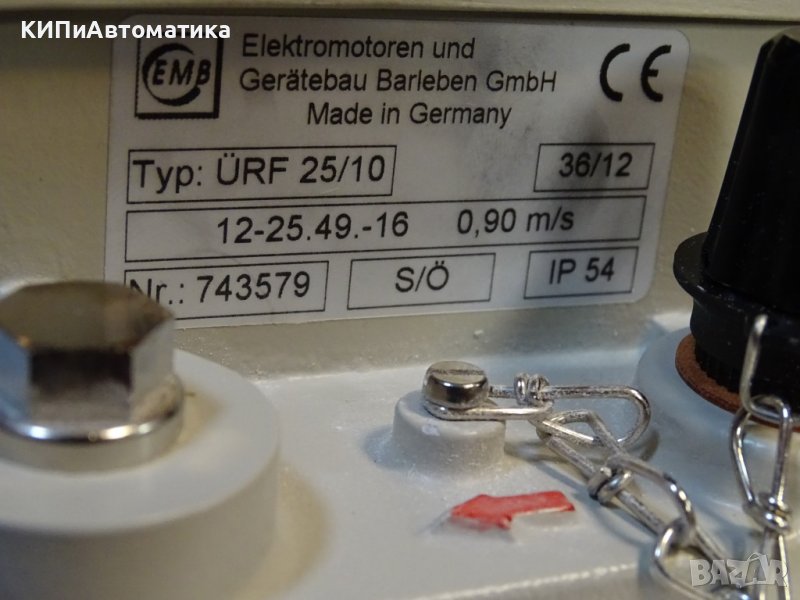 КИПиАвтоматика
EMB
Elektromotoren und
Gerätebau Barleben GmbH
Made in Germany
CE
Typ: ÜRF 25/10
36/12
12-25.49.-16 0,90 m/s
Nr.: 743579
S/Ö
IP 54
BAZAR